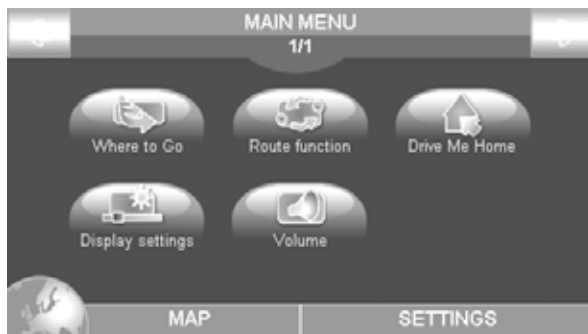 MAIN MENU
1/1
Where to Go
Route function
Drive Me Home
Display settings
Volume
MAP
SETTINGS